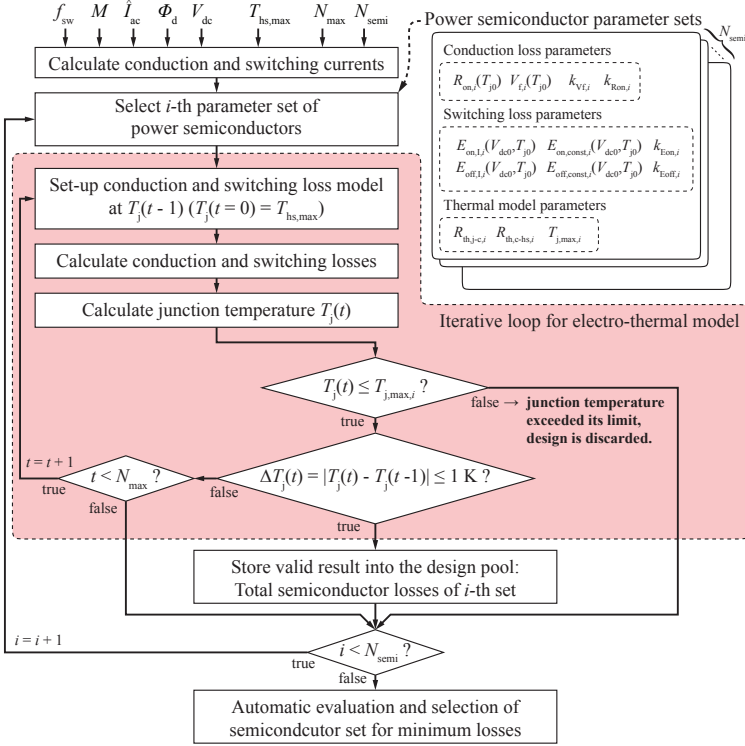 f_sw M Î_ac Φ_d V_dc T_hs,max N_max N_semi
Power semiconductor parameter sets
N_semi
Calculate conduction and switching currents
Select i-th parameter set of
power semiconductors
Conduction loss parameters
R_on,i(T_j0) V_f,i(T_j0) k_Vf,i k_Ron,i
Switching loss parameters
E_on,1,i(V_dc0,T_j0) E_on,const,i(V_dc0,T_j0) k_Eon,i
E_off,1,i(V_dc0,T_j0) E_off,const,i(V_dc0,T_j0) k_Eoff,i
Thermal model parameters
R_th,j-c,i R_th,c-hs,i T_j,max,i
Set-up conduction and switching loss model
at T_j(t - 1) (T_j(t = 0) = T_hs,max)
Calculate conduction and switching losses
Calculate junction temperature T_j(t)
Iterative loop for electro-thermal model
T_j(t) ≤ T_j,max,i ?
false → junction temperature
exceeded its limit,
design is discarded.
true
t = t + 1
t < N_max ?
true
false
ΔT_j(t) = |T_j(t) - T_j(t -1)| ≤ 1 K ?
false
true
Store valid result into the design pool:
Total semiconductor losses of i-th set
i = i + 1
i < N_semi ?
true
false
Automatic evaluation and selection of
semicondcutor set for minimum losses